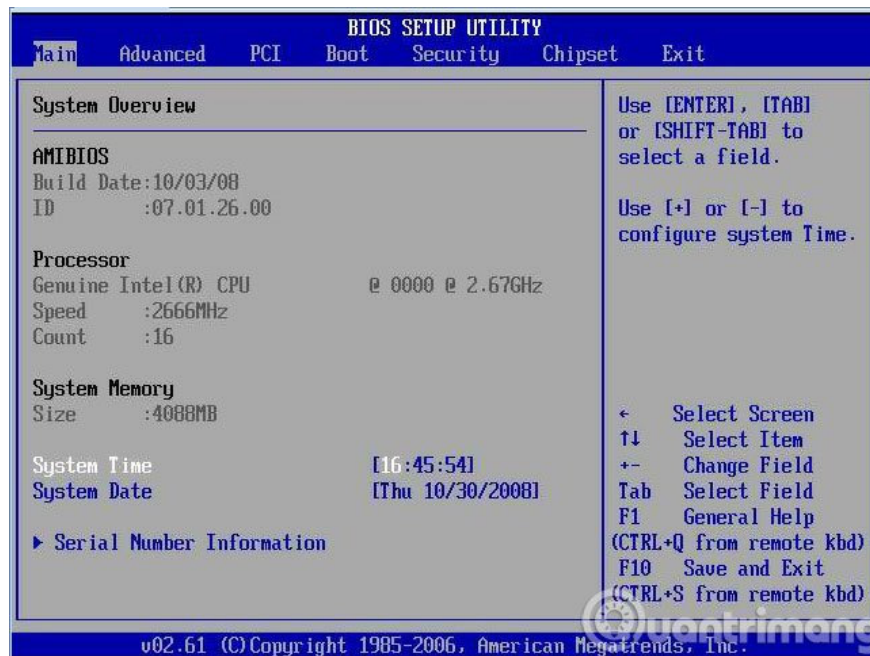 BIOS SETUP UTILITY
Main Advanced PCI Boot Security Chipset Exit
System Overview
AMIBIOS
Build Date:10/03/08
ID :07.01.26.00
Processor
Genuine Intel(R) CPU @ 0000 @ 2.67GHz
Speed :2666MHz
Count :16
System Memory
Size :4088MB
System Time [16:45:54]
System Date [Thu 10/30/2008]
▶ Serial Number Information
Use [ENTER], [TAB]
or [SHIFT-TAB] to
select a field.
Use [+] or [-] to
configure system Time.
← Select Screen
↑↓ Select Item
+- Change Field
Tab Select Field
F1 General Help
(CTRL+Q from remote kbd)
F10 Save and Exit
(CTRL+S from remote kbd)
Quantrimang
v02.61 (C)Copyright 1985-2006, American Megatrends, Inc.